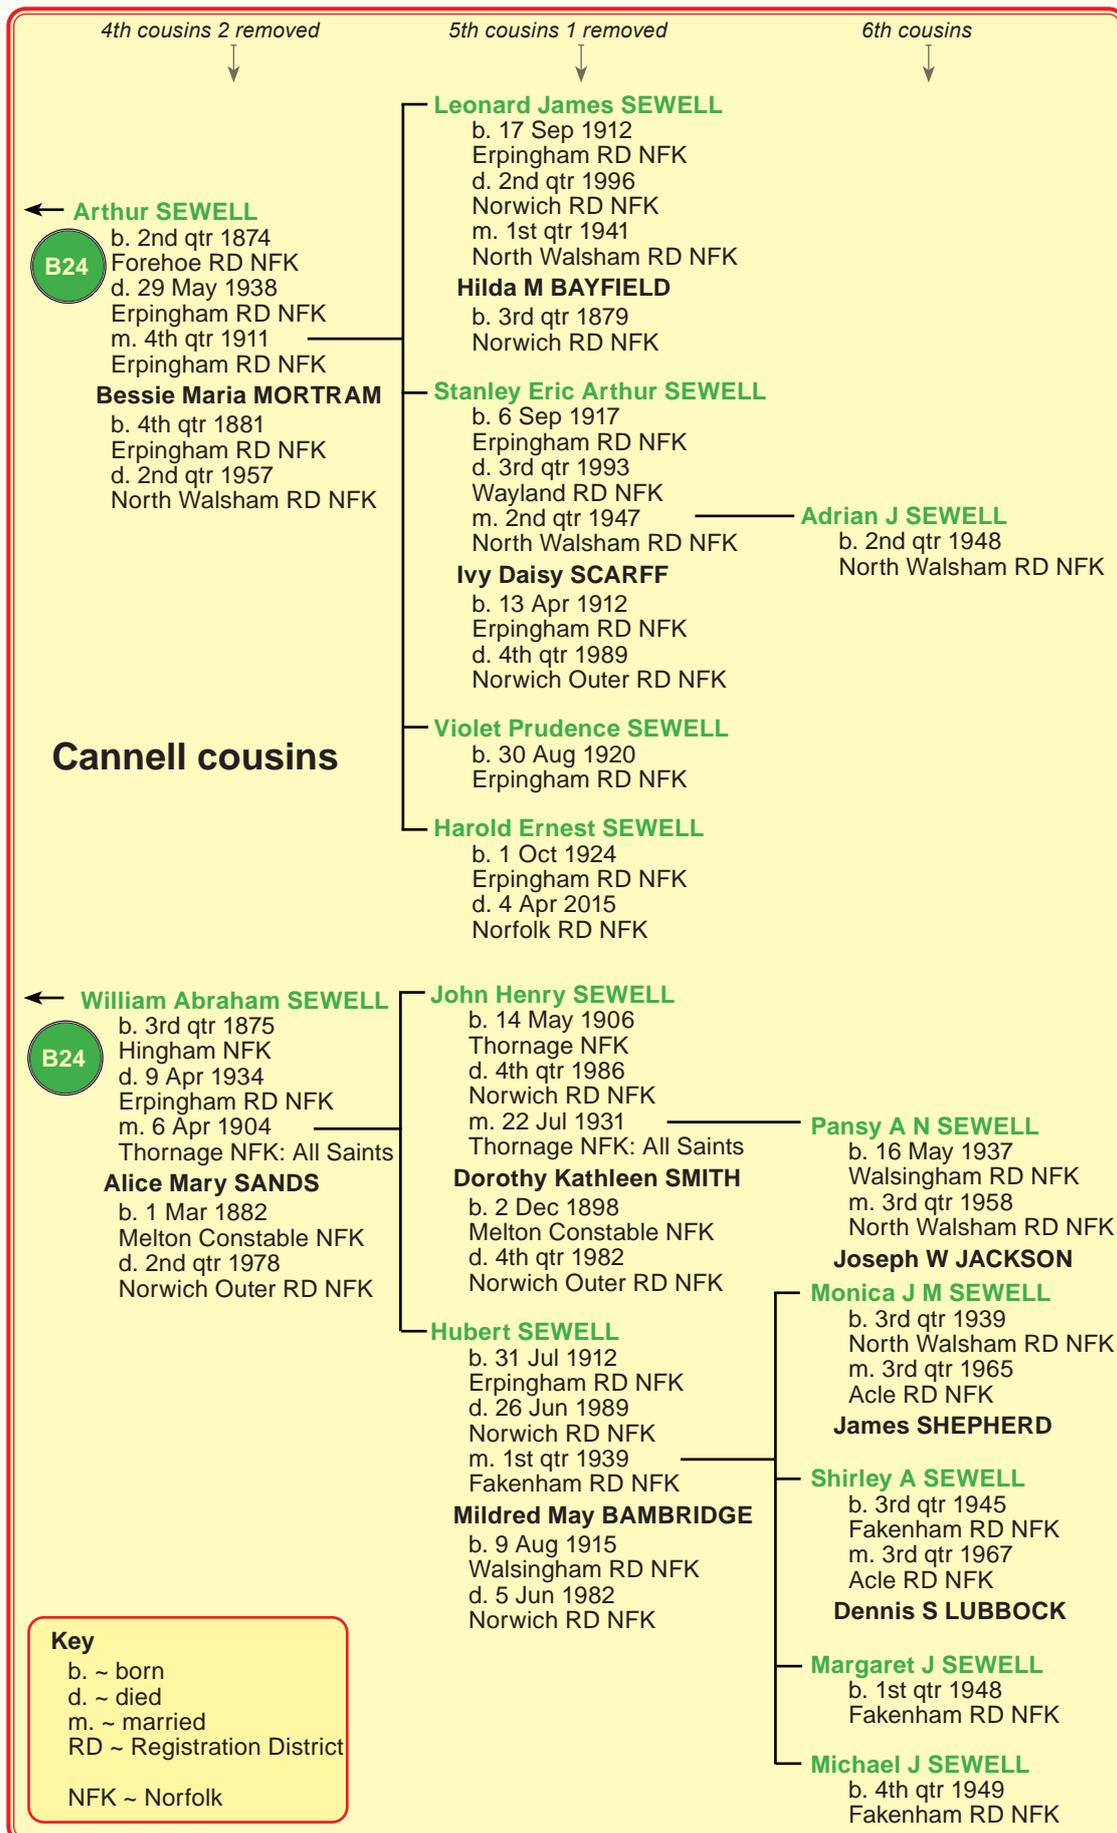 4th cousins 2 removed
5th cousins 1 removed
6th cousins
Arthur SEWELL
B24
b. 2nd qtr 1874
Forehoe RD NFK
d. 29 May 1938
Erpingham RD NFK
m. 4th qtr 1911
Erpingham RD NFK
Bessie Maria MORTRAM
b. 4th qtr 1881
Erpingham RD NFK
d. 2nd qtr 1957
North Walsham RD NFK
Leonard James SEWELL
b. 17 Sep 1912
Erpingham RD NFK
d. 2nd qtr 1996
Norwich RD NFK
m. 1st qtr 1941
North Walsham RD NFK
Hilda M BAYFIELD
b. 3rd qtr 1879
Norwich RD NFK
Stanley Eric Arthur SEWELL
b. 6 Sep 1917
Erpingham RD NFK
d. 3rd qtr 1993
Wayland RD NFK
m. 2nd qtr 1947
North Walsham RD NFK
Ivy Daisy SCARFF
b. 13 Apr 1912
Erpingham RD NFK
d. 4th qtr 1989
Norwich Outer RD NFK
Adrian J SEWELL
b. 2nd qtr 1948
North Walsham RD NFK
Violet Prudence SEWELL
b. 30 Aug 1920
Erpingham RD NFK
Cannell cousins
Harold Ernest SEWELL
b. 1 Oct 1924
Erpingham RD NFK
d. 4 Apr 2015
Norfolk RD NFK
William Abraham SEWELL
B24
b. 3rd qtr 1875
Hingham NFK
d. 9 Apr 1934
Erpingham RD NFK
m. 6 Apr 1904
Thornage NFK: All Saints
Alice Mary SANDS
b. 1 Mar 1882
Melton Constable NFK
d. 2nd qtr 1978
Norwich Outer RD NFK
John Henry SEWELL
b. 14 May 1906
Thornage NFK
d. 4th qtr 1986
Norwich RD NFK
m. 22 Jul 1931
Thornage NFK: All Saints
Dorothy Kathleen SMITH
b. 2 Dec 1898
Melton Constable NFK
d. 4th qtr 1982
Norwich Outer RD NFK
Pansy A N SEWELL
b. 16 May 1937
Walsingham RD NFK
m. 3rd qtr 1958
North Walsham RD NFK
Joseph W JACKSON
Hubert SEWELL
b. 31 Jul 1912
Erpingham RD NFK
d. 26 Jun 1989
Norwich RD NFK
m. 1st qtr 1939
Fakenham RD NFK
Mildred May BAMBRIDGE
b. 9 Aug 1915
Walsingham RD NFK
d. 5 Jun 1982
Norwich RD NFK
Monica J M SEWELL
b. 3rd qtr 1939
North Walsham RD NFK
m. 3rd qtr 1965
Acle RD NFK
James SHEPHERD
Shirley A SEWELL
b. 3rd qtr 1945
Fakenham RD NFK
m. 3rd qtr 1967
Acle RD NFK
Dennis S LUBBOCK
Margaret J SEWELL
b. 1st qtr 1948
Fakenham RD NFK
Michael J SEWELL
b. 4th qtr 1949
Fakenham RD NFK
Key
b. ~ born
d. ~ died
m. ~ married
RD ~ Registration District
NFK ~ Norfolk